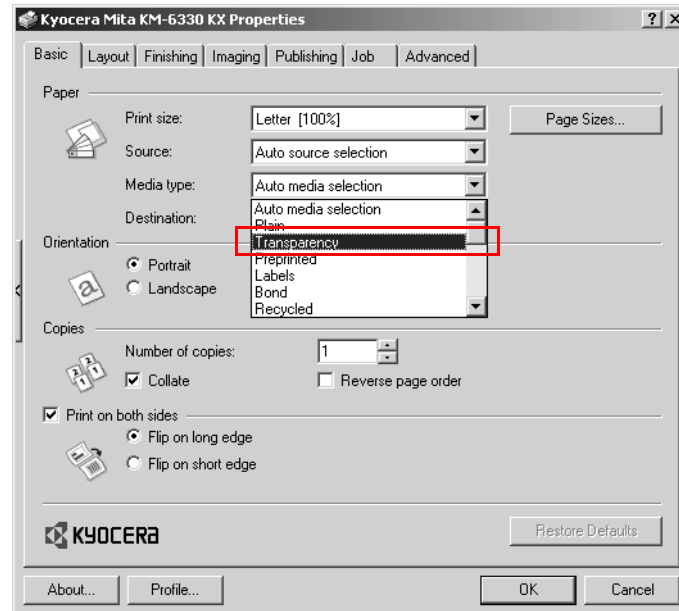 Kyocera Mita KM-6330 KX Properties
Basic Layout Finishing Imaging Publishing Job Advanced
Paper
Print size: Letter [100%] Page Sizes...
Source: Auto source selection
Media type: Auto media selection
Auto media selection
Destination:
Plain
Transparency
Orientation
Preprinted
Portrait
Labels
Landscape
Bond
Recycled
Copies
Number of copies: 1
Collate Reverse page order
Print on both sides
Flip on long edge
Flip on short edge
KYOCERA Restore Defaults
About... Profile... OK Cancel